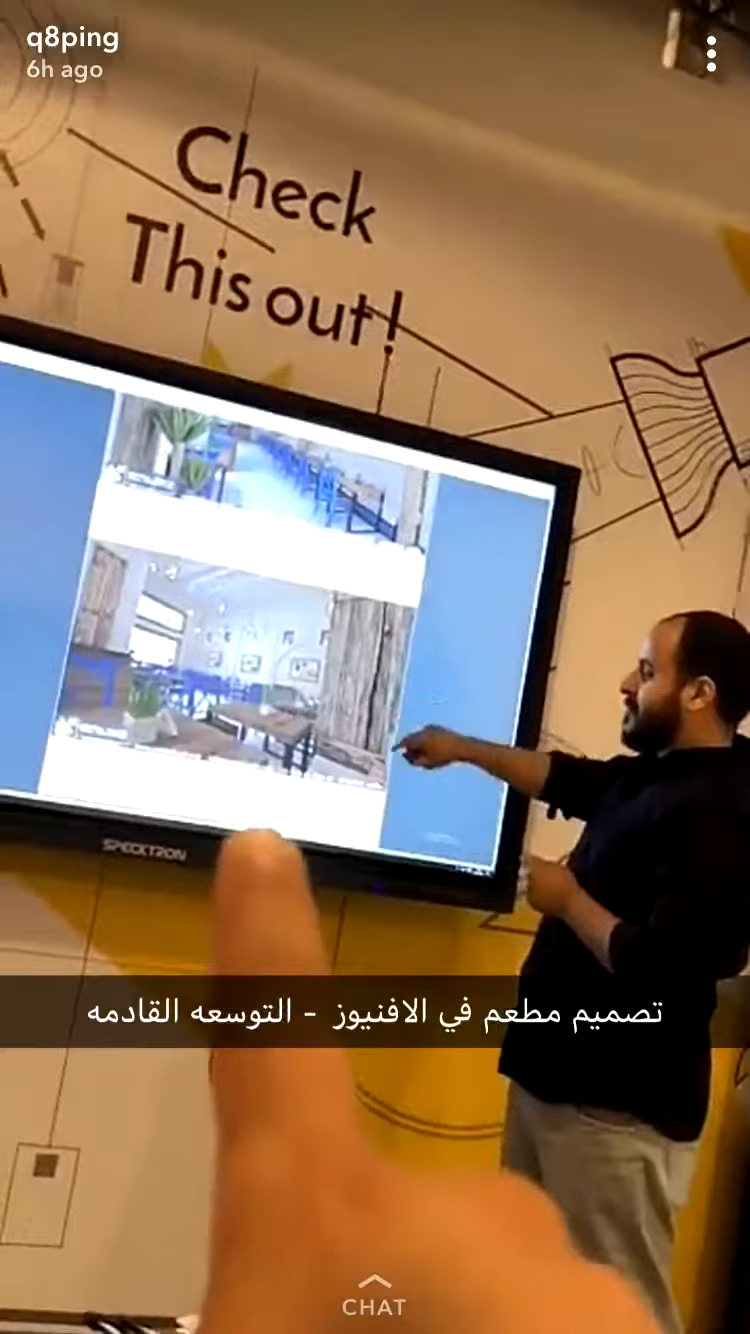 q8ping
6h ago
Check
This out!
SPECKTRON
تصميم مطعم في الافنيوز - التوسعه القادمه
CHAT